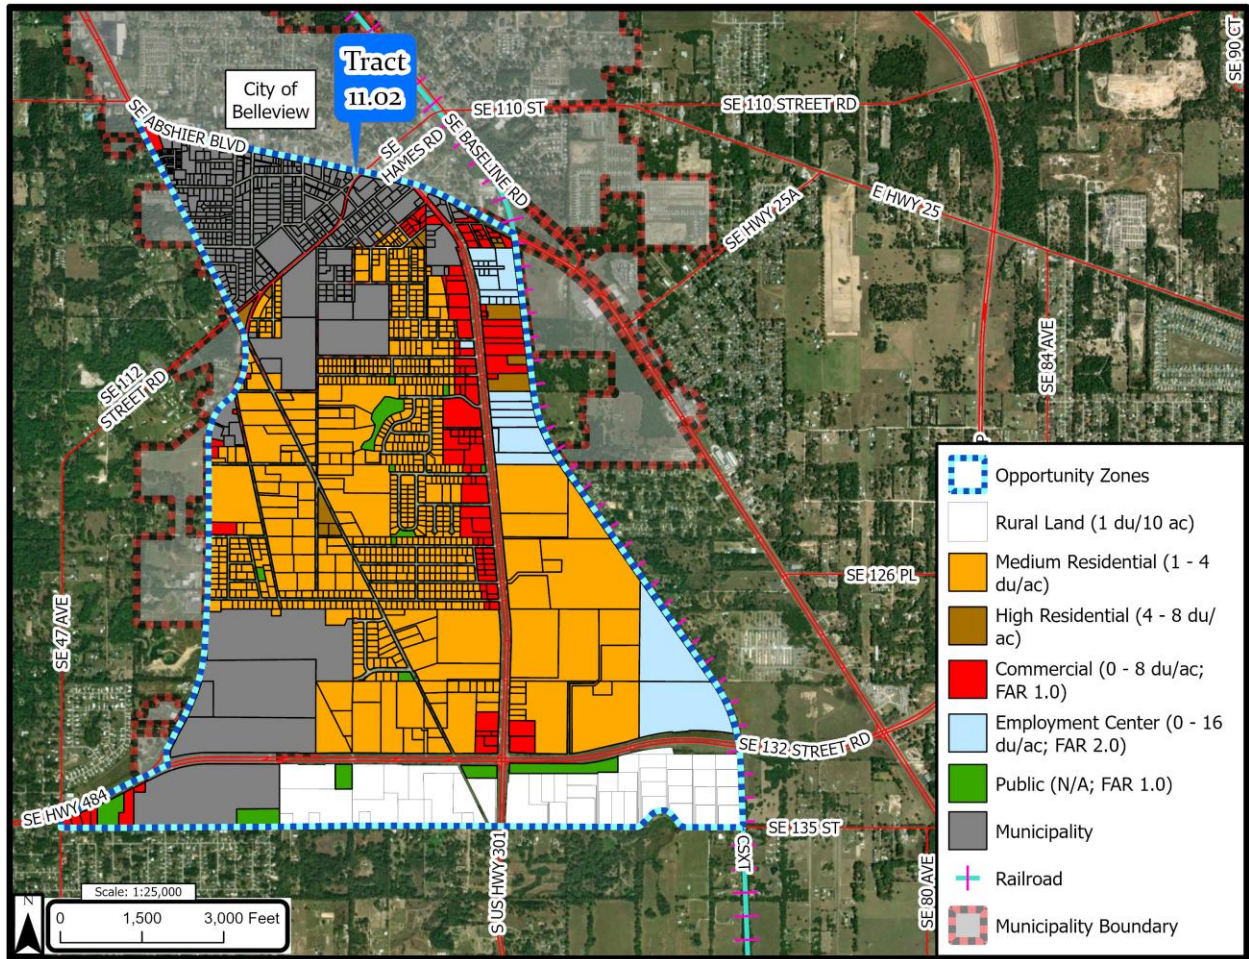 Tract
11.02
City of
Belleview
SE ABSHIER BLVD
SE
HAMES RD
SE BASELINE RD
SE 110 ST
SE 110 STREET RD
SE 90 CT
SE HWY 25A
E HWY 25
SE 84 AVE
SE 112
STREET RD
SE 47 AVE
SE 126 PL
SE 132 STREET RD
SE HWY 484
SE 135 ST
S US HWY 301
CSXT
SE 80 AVE
P
Opportunity Zones
Rural Land (1 du/10 ac)
Medium Residential (1 - 4
du/ac)
High Residential (4 - 8 du/
ac)
Commercial (0 - 8 du/ac;
FAR 1.0)
Employment Center (0 - 16
du/ac; FAR 2.0)
Public (N/A; FAR 1.0)
Municipality
Railroad
Municipality Boundary
N
Scale: 1:25,000
0 1,500 3,000 Feet